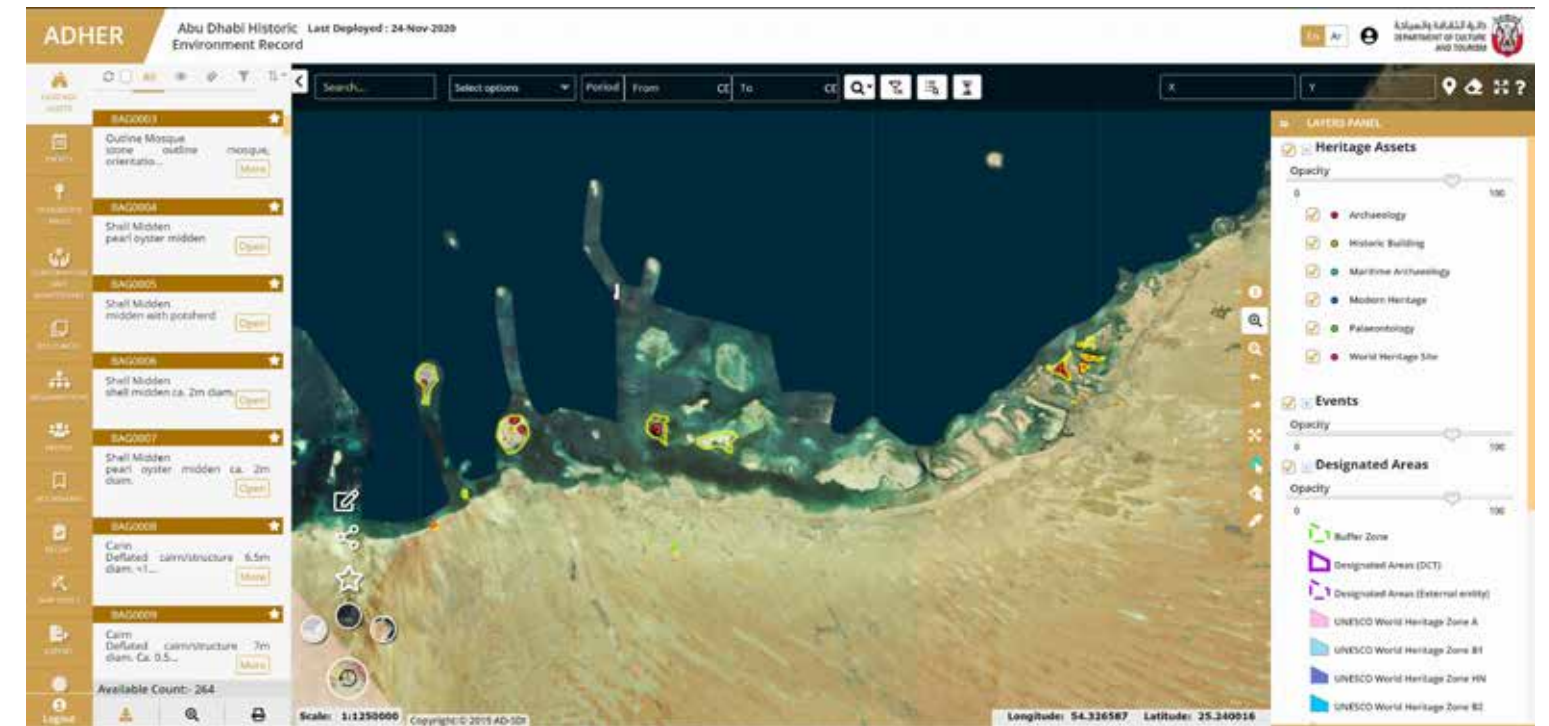 ADHER
Abu Dhabi Historic
Environment Record
Last Deployed : 24-Nov-2020
En Ar
DEPARTMENT OF CULTURE
AND TOURISM
All
Search...
Select options
Period From CE To CE
X
Y
?
BAG0003
Outline Mosque
stone outline mosque,
orientatio...
More
BAG0004
Shell Midden
pearl oyster midden
Open
BAG0005
Shell Midden
midden with potsherd
Open
BAG0006
Shell Midden
shell midden ca. 2m diam.
Open
BAG0007
Shell Midden
pearl oyster midden ca. 2m
diam.
Open
BAG0008
Cairn
Deflated cairn/structure 6.5m
diam. <1...
More
BAG0009
Cairn
Deflated cairn/structure 7m
diam. Ca. 0.5...
More
Available Count:- 264
Logout
LAYERS PANEL
Heritage Assets
Opacity
0 100
Archaeology
Historic Building
Maritime Archaeology
Modern Heritage
Palaeontology
World Heritage Site
Events
Opacity
0 100
Designated Areas
Opacity
0 100
Buffer Zone
Designated Areas (DCT)
Designated Areas (External entity)
UNESCO World Heritage Zone A
UNESCO World Heritage Zone B1
UNESCO World Heritage Zone HN
UNESCO World Heritage Zone B2
Scale: 1:1250000
Copyright:© 2015 AD-SDI
Longitude: 54.326587 Latitude: 25.240016